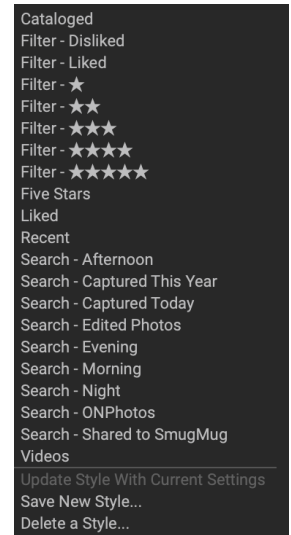 Cataloged
Filter - Disliked
Filter - Liked
Filter - ★
Filter - ★★
Filter - ★★★
Filter - ★★★★
Filter - ★★★★★
Five Stars
Liked
Recent
Search - Afternoon
Search - Captured This Year
Search - Captured Today
Search - Edited Photos
Search - Evening
Search - Morning
Search - Night
Search - ONPhotos
Search - Shared to SmugMug
Videos
Update Style With Current Settings
Save New Style...
Delete a Style...